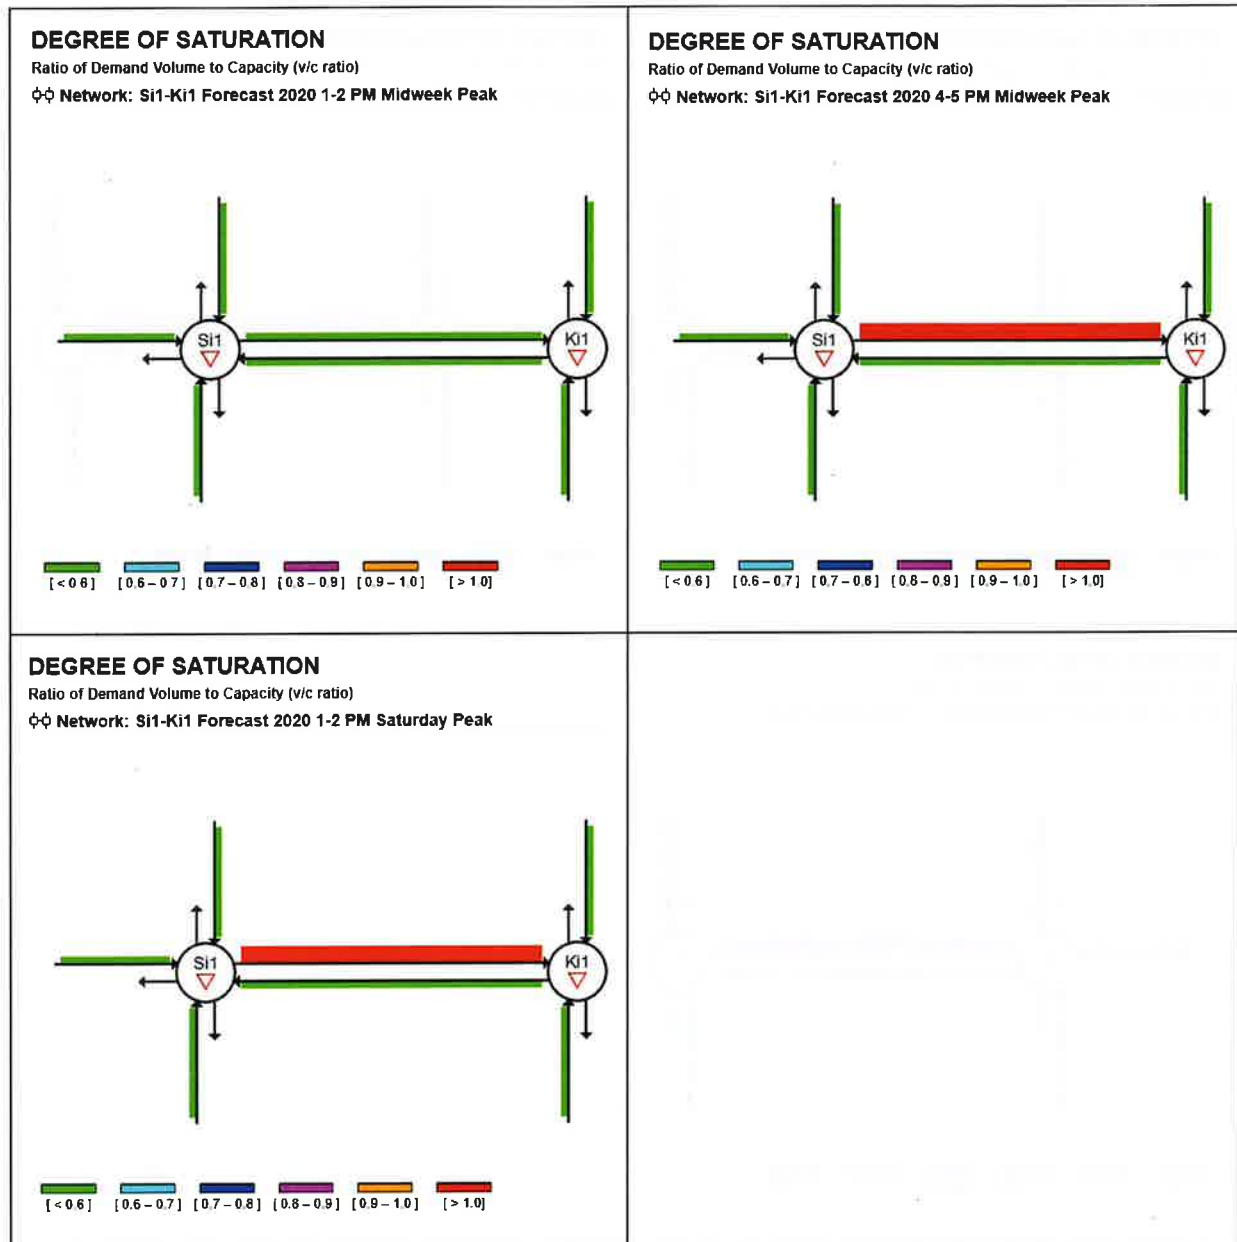 DEGREE OF SATURATION
Ratio of Demand Volume to Capacity (v/c ratio)
Network: Si1-Ki1 Forecast 2020 1-2 PM Midweek Peak
Si1
Ki1
[ < 0.6 ] [ 0.6 – 0.7 ] [ 0.7 – 0.8 ] [ 0.8 – 0.9 ] [ 0.9 – 1.0 ] [ > 1.0 ]
DEGREE OF SATURATION
Ratio of Demand Volume to Capacity (v/c ratio)
Network: Si1-Ki1 Forecast 2020 4-5 PM Midweek Peak
Si1
Ki1
[ < 0.6 ] [ 0.6 – 0.7 ] [ 0.7 – 0.8 ] [ 0.8 – 0.9 ] [ 0.9 – 1.0 ] [ > 1.0 ]
DEGREE OF SATURATION
Ratio of Demand Volume to Capacity (v/c ratio)
Network: Si1-Ki1 Forecast 2020 1-2 PM Saturday Peak
Si1
Ki1
[ < 0.6 ] [ 0.6 – 0.7 ] [ 0.7 – 0.8 ] [ 0.8 – 0.9 ] [ 0.9 – 1.0 ] [ > 1.0 ]